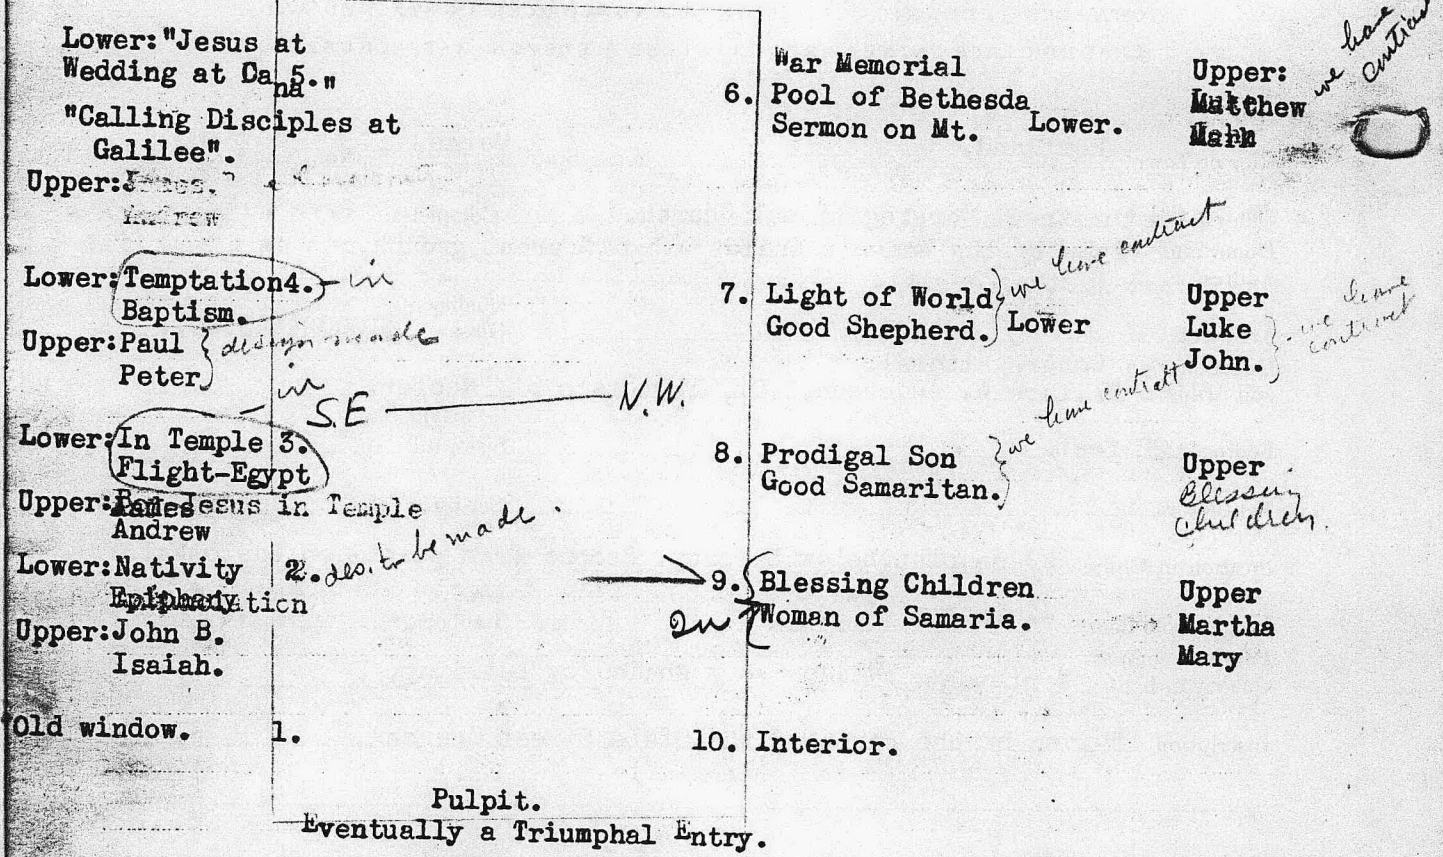 Lower:"Jesus at
Wedding at Cana."
5.
"Calling Disciples at
Galilee".
Upper:James.
Andrew
Lower:Temptation 4. - in
Baptism.
Upper:Paul
Peter
design made
in
S.E — N.W.
Lower:In Temple 3.
Flight-Egypt
Upper: Jesus in Temple
James
Andrew
Lower:Nativity 2. des. to be made.
Epiphany
Upper:John B.
Isaiah.
Old window. 1.
War Memorial
6. Pool of Bethesda
Sermon on Mt. Lower.
Upper:
Matthew
Mark
we have
contract
7. Light of World
Good Shepherd. Lower
we have contract
Upper
Luke
John.
- we have
contract
8. Prodigal Son
Good Samaritan.
we have contract
Upper
Blessing
Children.
9. Blessing Children
Woman of Samaria.
In
Upper
Martha
Mary
10. Interior.
Pulpit.
Eventually a Triumphal Entry.